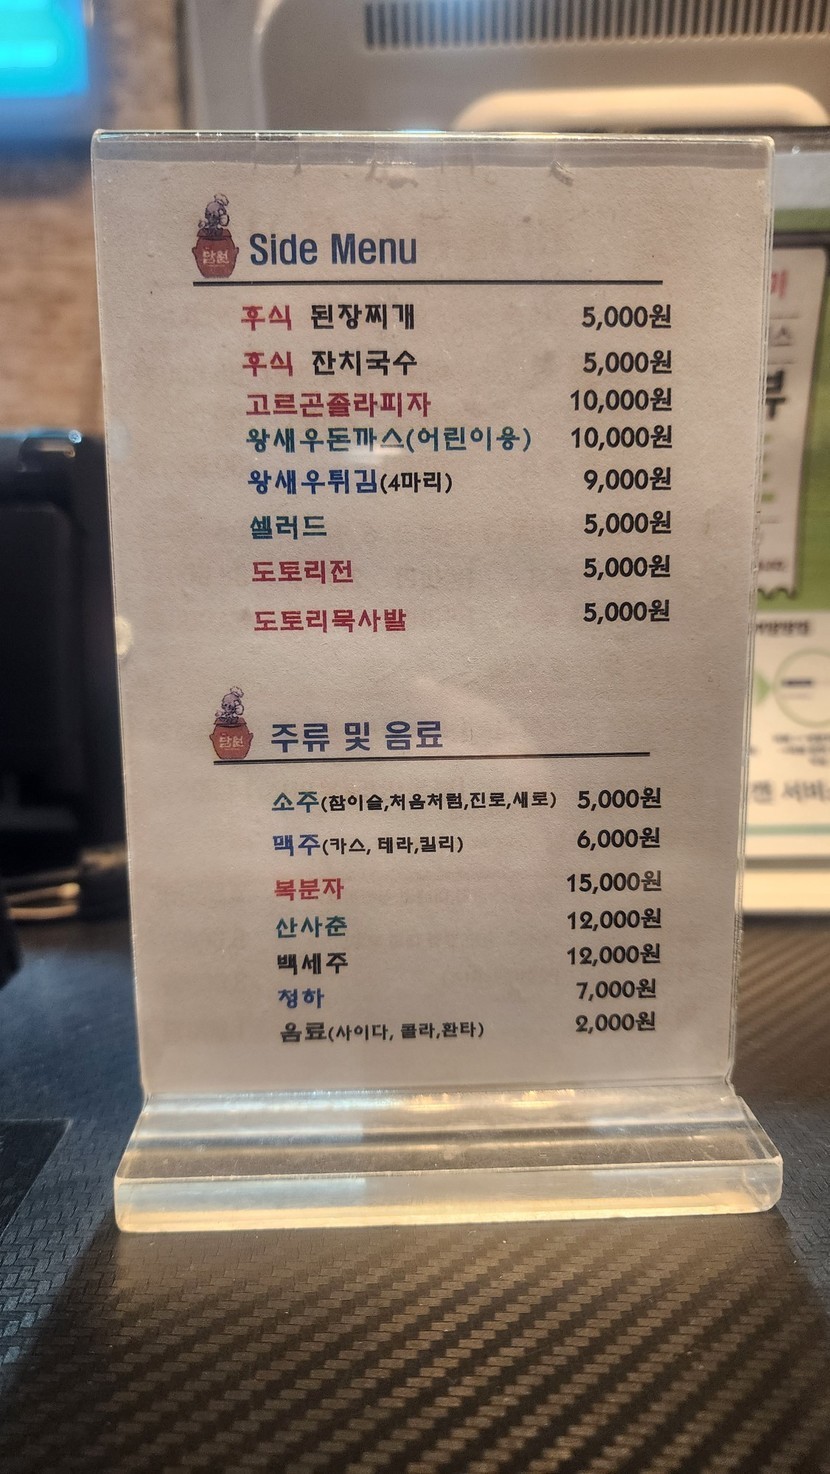 Side Menu
후식 된장찌개 5,000원
후식 잔치국수 5,000원
고르곤졸라피자 10,000원
왕새우돈까스(어린이용) 10,000원
왕새우튀김(4마리) 9,000원
셀러드 5,000원
도토리전 5,000원
도토리묵사발 5,000원
주류 및 음료
소주(참이슬,처음처럼,진로,새로) 5,000원
맥주(카스, 테라,킬리) 6,000원
복분자 15,000원
산사춘 12,000원
백세주 12,000원
청하 7,000원
음료(사이다, 콜라,환타) 2,000원